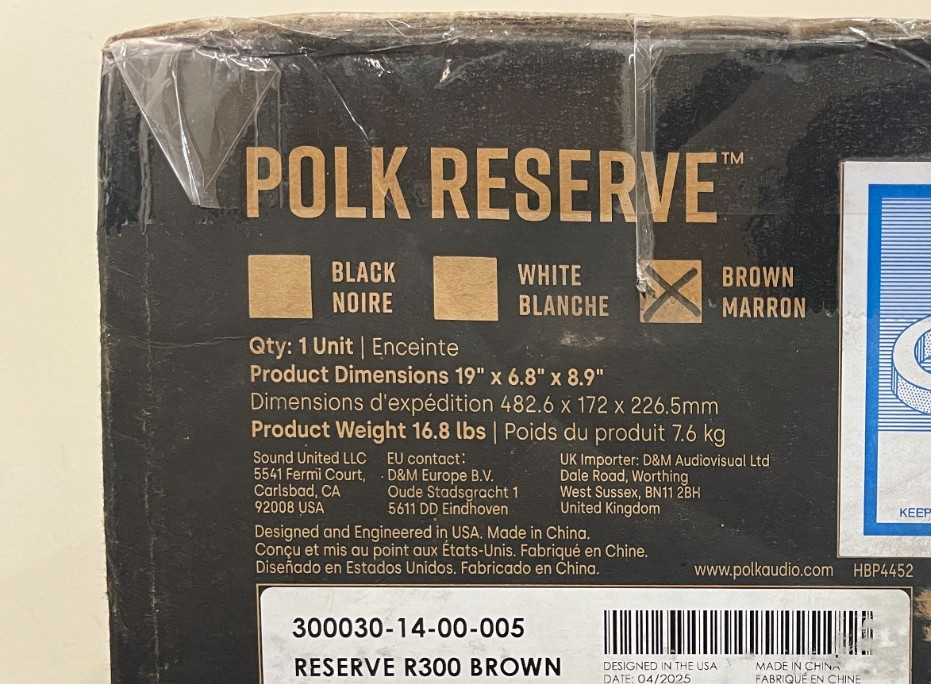 POLK RESERVE™
BLACK
NOIRE
WHITE
BLANCHE
BROWN
MARRON
Qty: 1 Unit | Enceinte
Product Dimensions 19" x 6.8" x 8.9"
Dimensions d'expédition 482.6 x 172 x 226.5mm
Product Weight 16.8 lbs | Poids du produit 7.6 kg
Sound United LLC
5541 Fermi Court,
Carlsbad, CA
92008 USA
EU contact:
D&M Europe B.V.
Oude Stadsgracht 1
5611 DD Eindhoven
UK Importer: D&M Audiovisual Ltd
Dale Road, Worthing
West Sussex, BN11 2BH
United Kingdom
Designed and Engineered in USA. Made in China.
Conçu et mis au point aux États-Unis. Fabriqué en Chine.
Diseñado en Estados Unidos. Fabricado en China.
www.polkaudio.com HBP4452
KEEP
300030-14-00-005
RESERVE R300 BROWN
DESIGNED IN THE USA
DATE: 04/2025
MADE IN CHINA
FABRIQUÉ EN CHINE